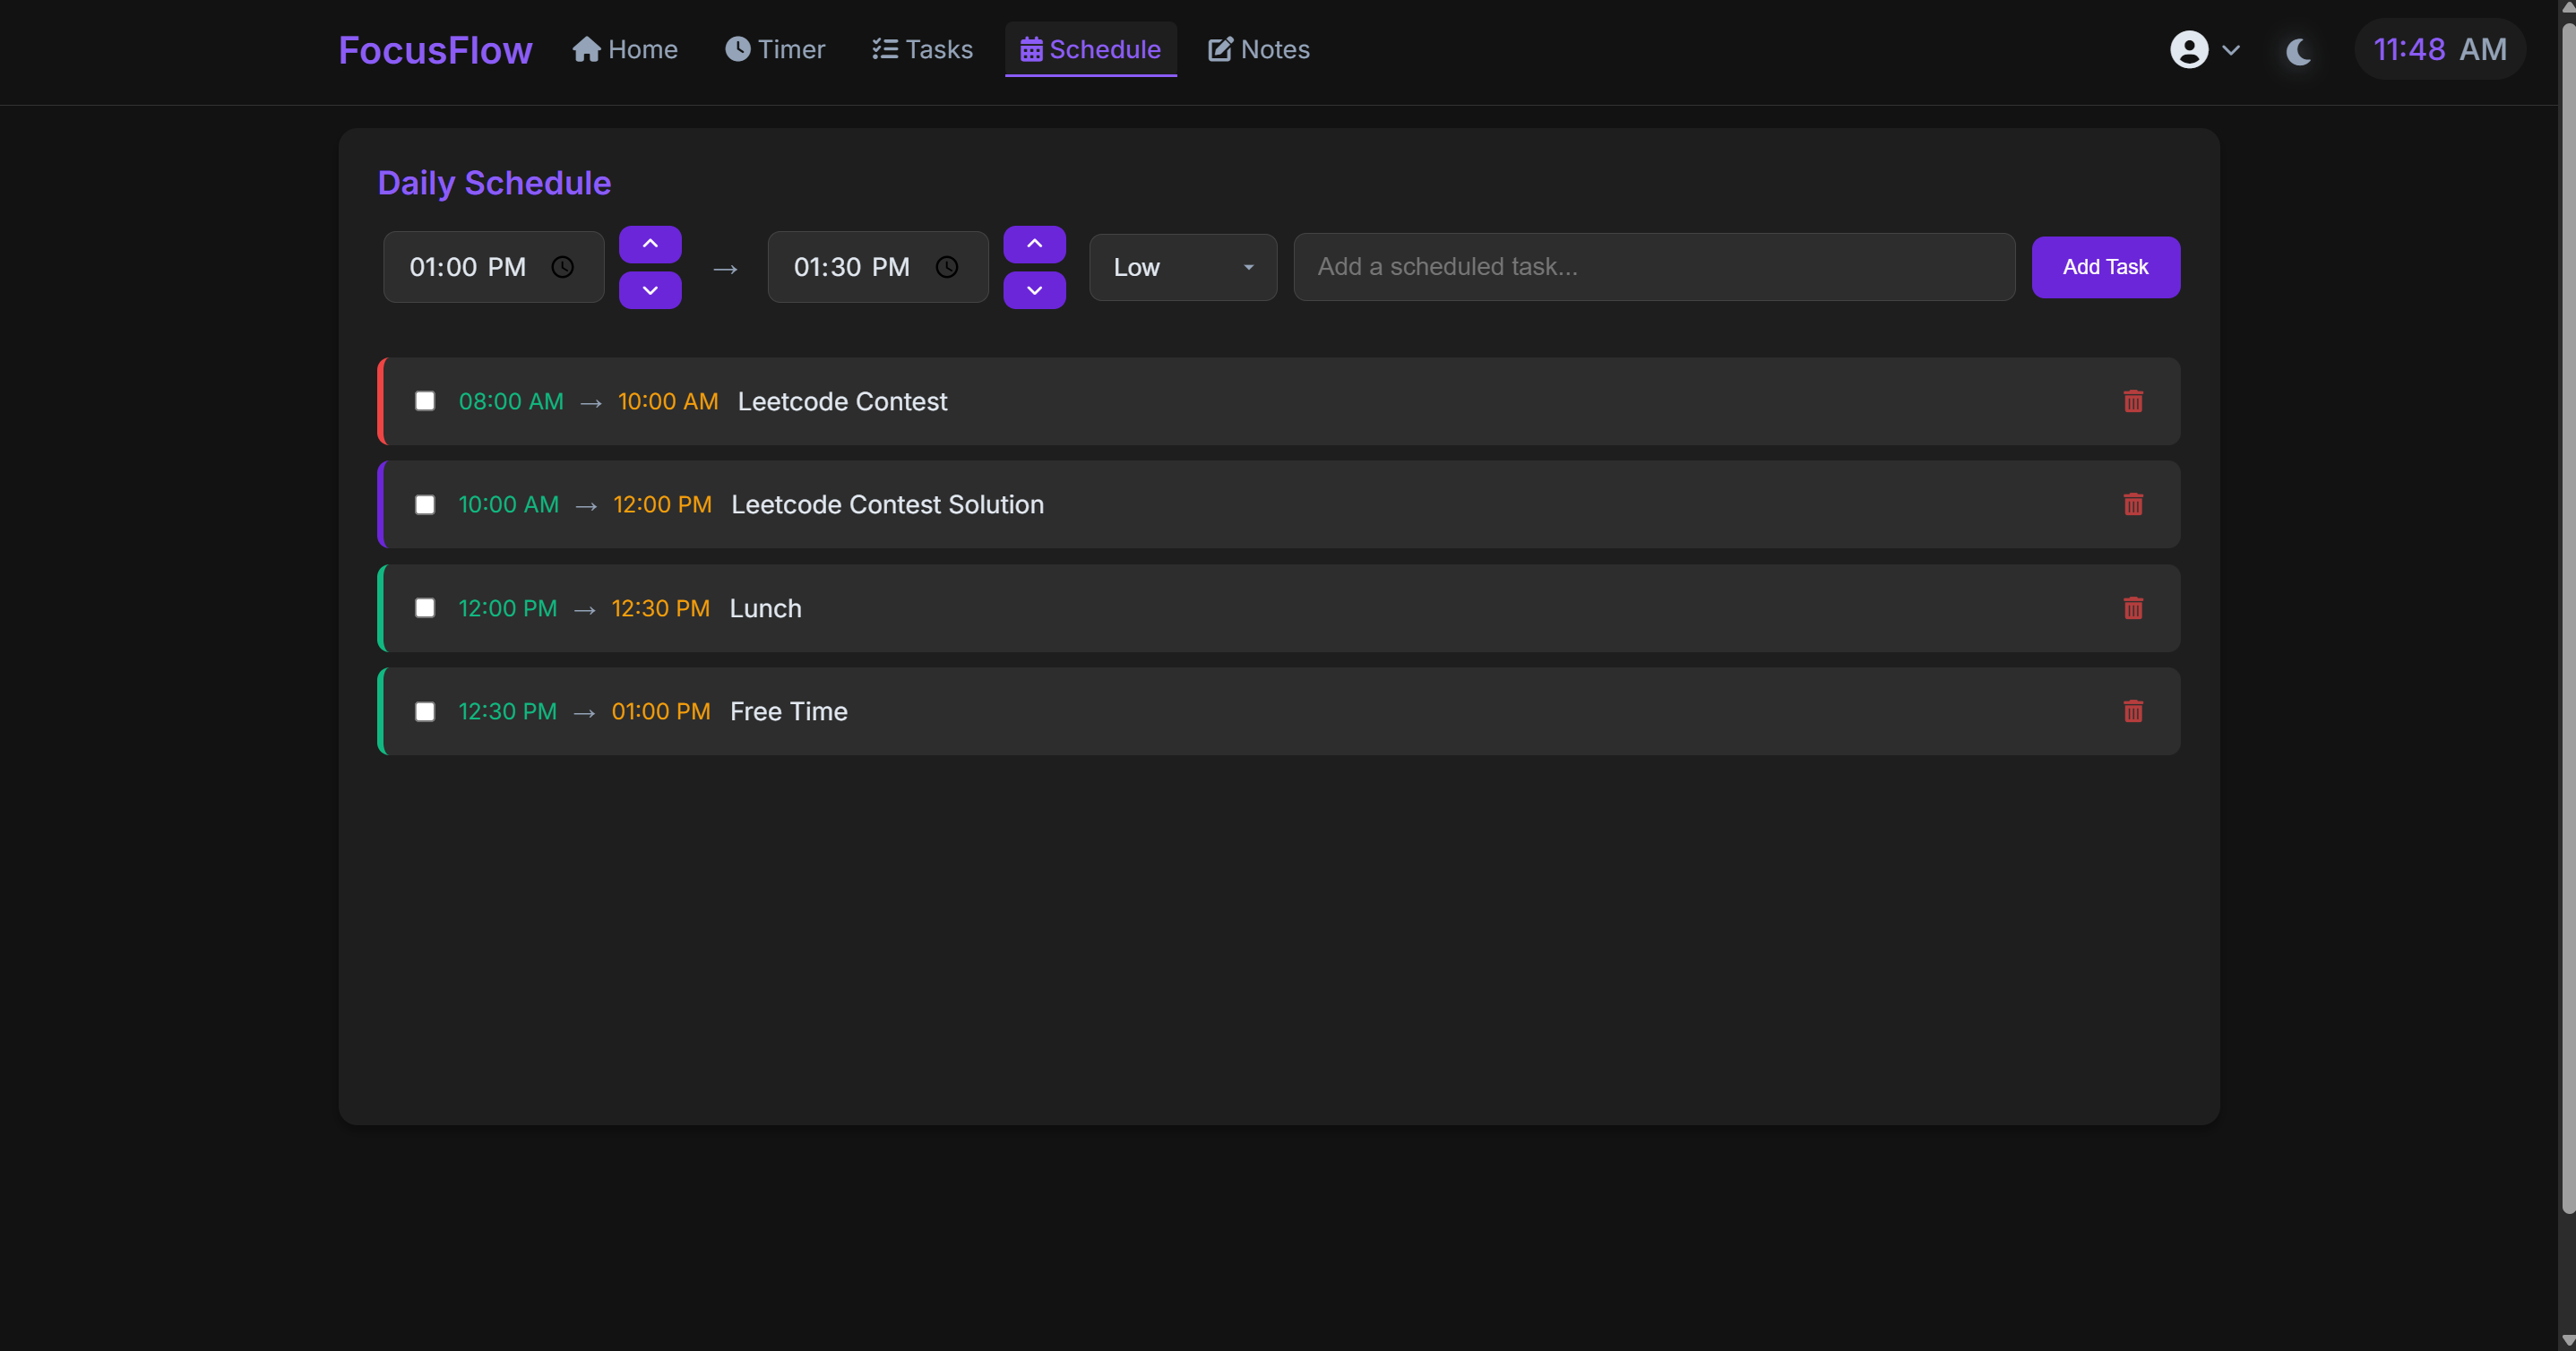 FocusFlow Home Timer Tasks Schedule Notes 11:48 AM
Daily Schedule
01:00 PM → 01:30 PM Low Add a scheduled task... Add Task
08:00 AM → 10:00 AM Leetcode Contest
10:00 AM → 12:00 PM Leetcode Contest Solution
12:00 PM → 12:30 PM Lunch
12:30 PM → 01:00 PM Free Time